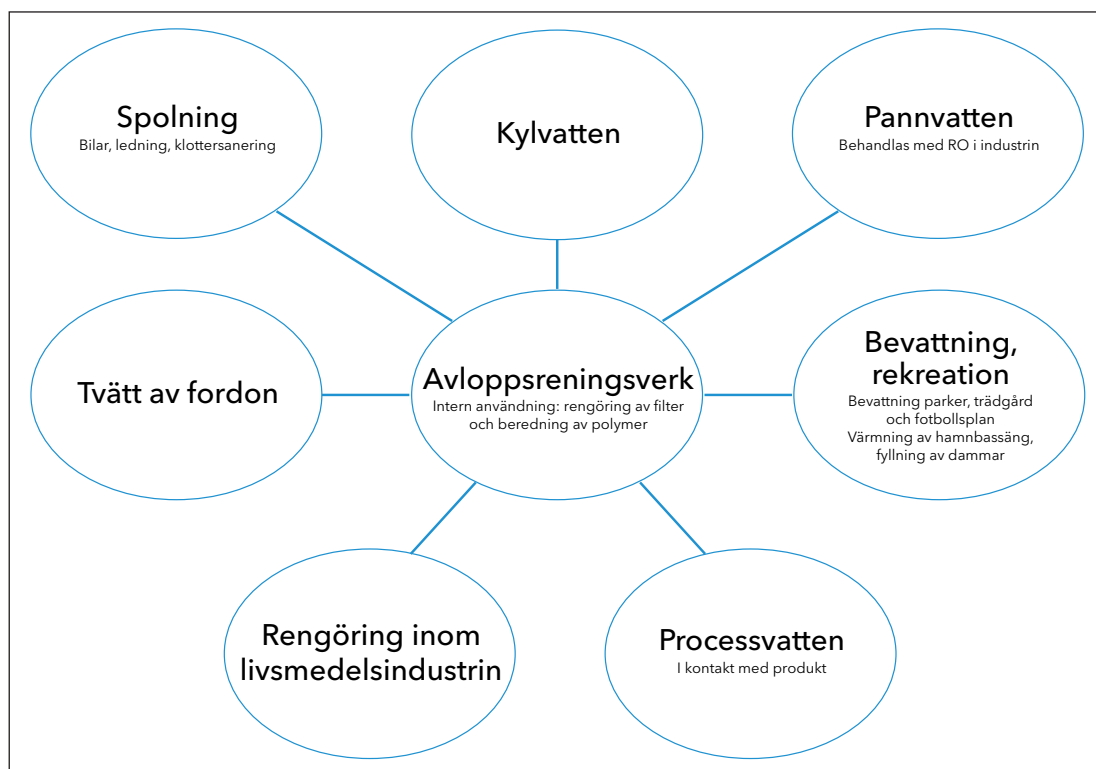 Spolning
Bilar, ledning, klottersanering
Kylvatten
Pannvatten
Behandlas med RO i industrin
Tvätt av fordon
Avloppsreningsverk
Intern användning: rengöring av filter
och beredning av polymer
Bevattning,
rekreation
Bevattning parker, trädgård
och fotbollsplan
Värmning av hamnbassäng,
fyllning av dammar
Rengöring inom
livsmedelsindustrin
Processvatten
I kontakt med produkt